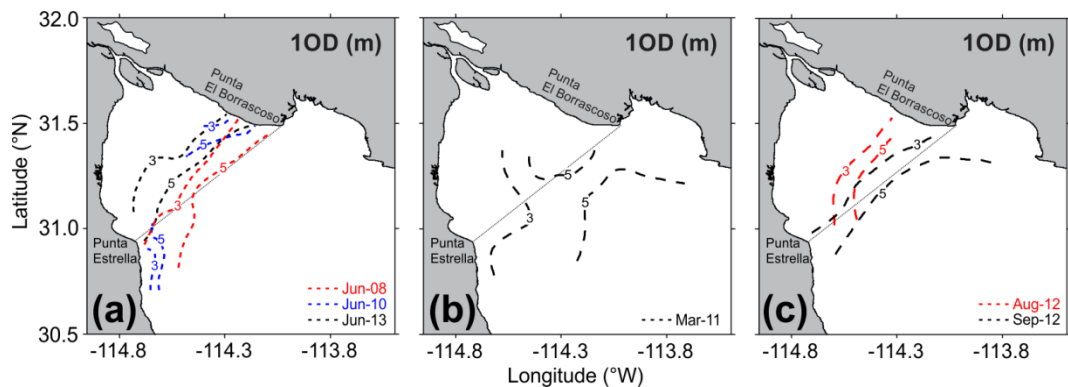 32.0
31.5
31.0
30.5
Latitude (°N)
1OD (m)
Punta
El Borrascoso
3
5
3
5
5
3
5
3
Punta
Estrella
(a)
Jun-08
Jun-10
Jun-13
-114.8
-114.3
-113.8
1OD (m)
Punta
El Borrascoso
5
5
3
Punta
Estrella
(b)
Mar-11
-114.8
-114.3
-113.8
Longitude (°W)
1OD (m)
Punta
El Borrascoso
3
5
3
5
Punta
Estrella
(c)
Aug-12
Sep-12
-114.8
-114.3
-113.8